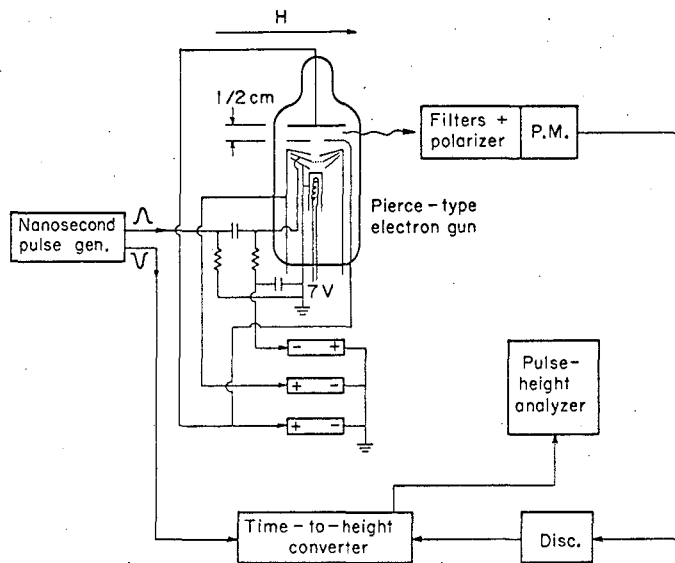 H
1/2 cm
Filters +
polarizer
P.M.
Pierce-type
electron gun
Nanosecond
pulse gen.
7V
- +
+ -
+ -
Pulse-
height
analyzer
Time-to-height
converter
Disc.